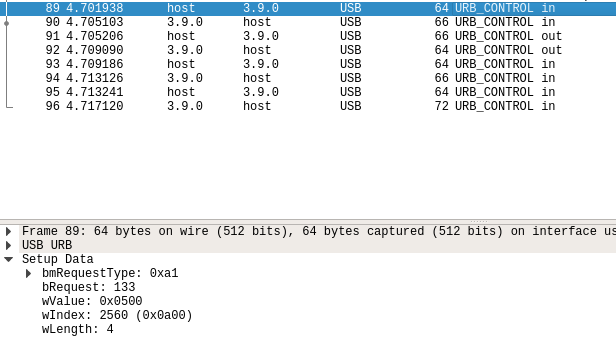 89 4.701938 host 3.9.0 USB 64 URB_CONTROL in
90 4.705103 3.9.0 host USB 66 URB_CONTROL in
91 4.705206 host 3.9.0 USB 66 URB_CONTROL out
92 4.709090 3.9.0 host USB 64 URB_CONTROL out
93 4.709186 host 3.9.0 USB 64 URB_CONTROL in
94 4.713126 3.9.0 host USB 66 URB_CONTROL in
95 4.713241 host 3.9.0 USB 64 URB_CONTROL in
96 4.717120 3.9.0 host USB 72 URB_CONTROL in
Frame 89: 64 bytes on wire (512 bits), 64 bytes captured (512 bits) on interface us
USB URB
Setup Data
bmRequestType: 0xa1
bRequest: 133
wValue: 0x0500
wIndex: 2560 (0x0a00)
wLength: 4